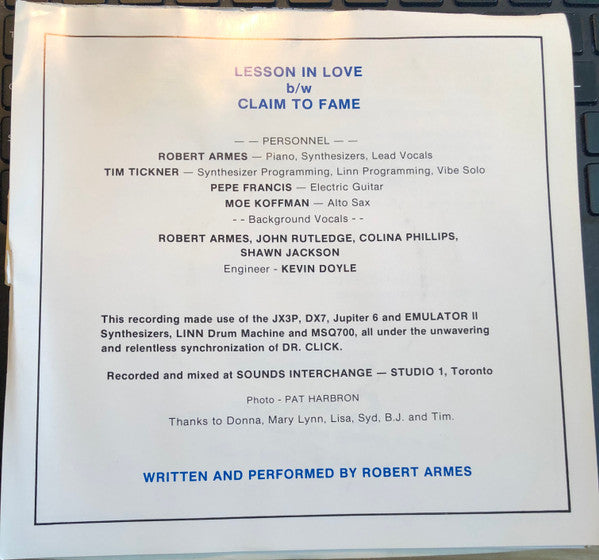 LESSON IN LOVE
b/w
CLAIM TO FAME
— — PERSONNEL — —
ROBERT ARMES — Piano, Synthesizers, Lead Vocals
TIM TICKNER — Synthesizer Programming, Linn Programming, Vibe Solo
PEPE FRANCIS — Electric Guitar
MOE KOFFMAN — Alto Sax
- - Background Vocals - -
ROBERT ARMES, JOHN RUTLEDGE, COLINA PHILLIPS,
SHAWN JACKSON
Engineer - KEVIN DOYLE
This recording made use of the JX3P, DX7, Jupiter 6 and EMULATOR II
Synthesizers, LINN Drum Machine and MSQ700, all under the unwavering
and relentless synchronization of DR. CLICK.
Recorded and mixed at SOUNDS INTERCHANGE — STUDIO 1, Toronto
Photo - PAT HARBRON
Thanks to Donna, Mary Lynn, Lisa, Syd, B.J. and Tim.
WRITTEN AND PERFORMED BY ROBERT ARMES